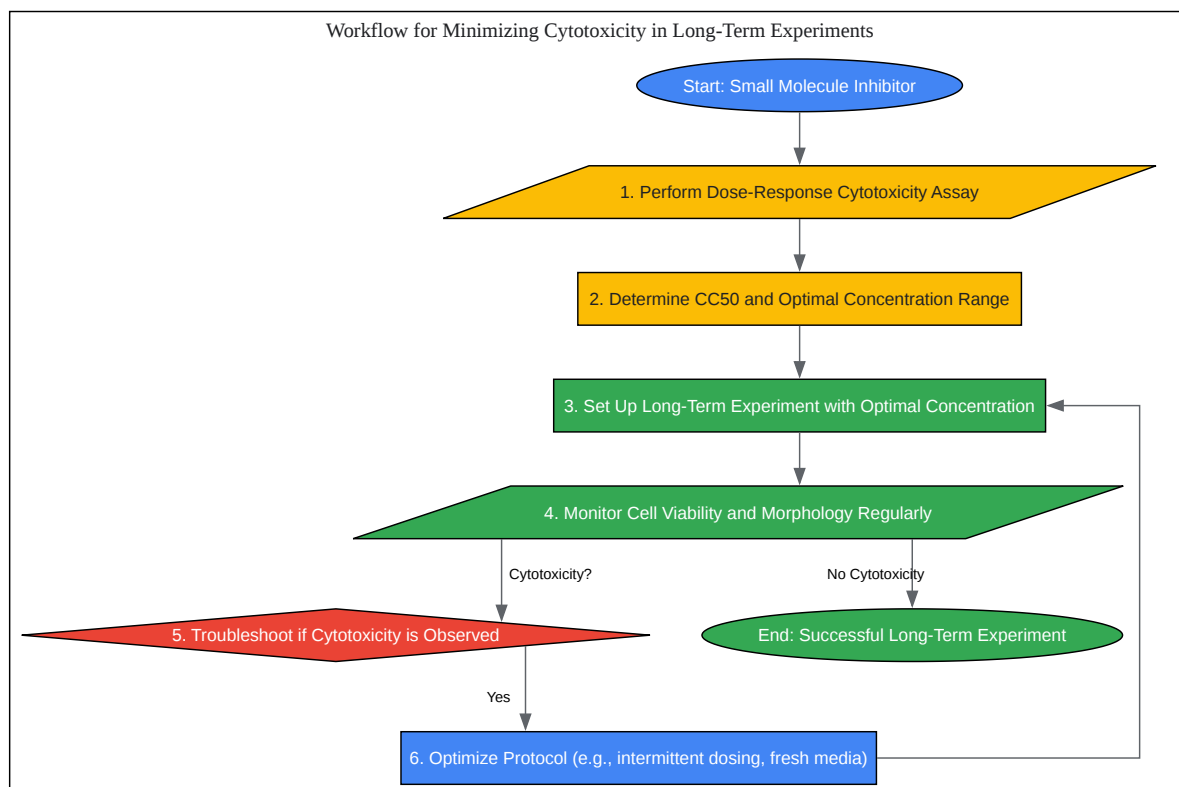 Workflow for Minimizing Cytotoxicity in Long-Term Experiments
Start: Small Molecule Inhibitor
1. Perform Dose-Response Cytotoxicity Assay
2. Determine CC50 and Optimal Concentration Range
3. Set Up Long-Term Experiment with Optimal Concentration
4. Monitor Cell Viability and Morphology Regularly
Cytotoxicity?
No Cytotoxicity
5. Troubleshoot if Cytotoxicity is Observed
End: Successful Long-Term Experiment
Yes
6. Optimize Protocol (e.g., intermittent dosing, fresh media)